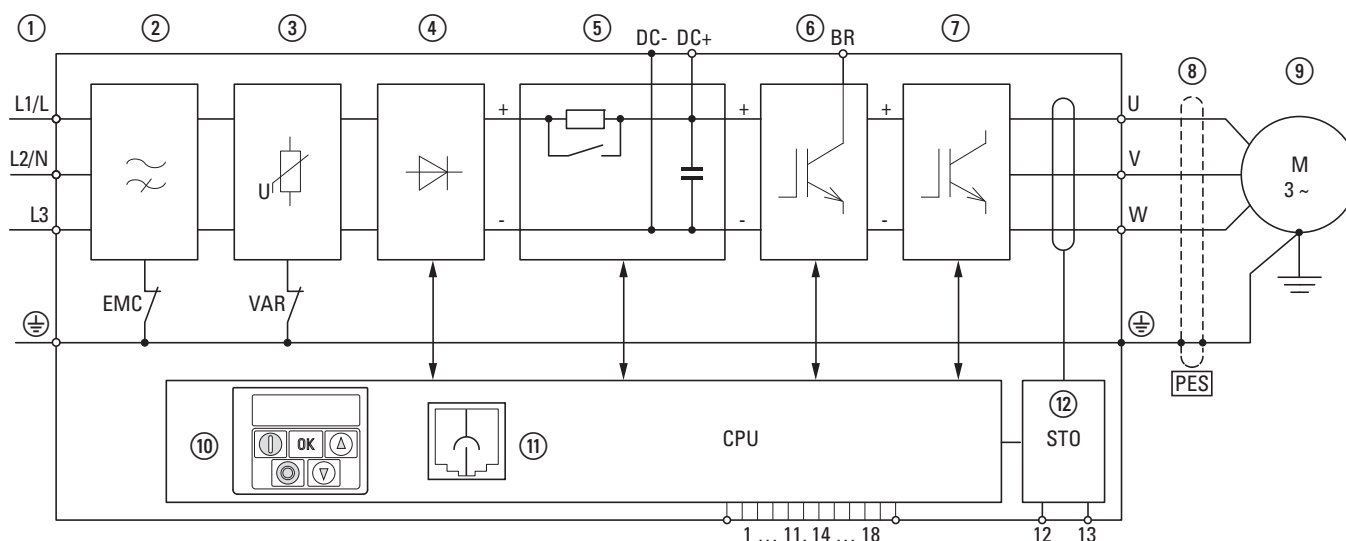 ① ② ③ ④ ⑤ DC- DC+ ⑥ BR ⑦ ⑧ ⑨
L1/L + + + U
L2/N U V M 3 ~
L3 - - - W
EMC VAR
PES
⑩ OK ⑪ CPU ⑫ STO
1 ... 11, 14 ... 18 12 13